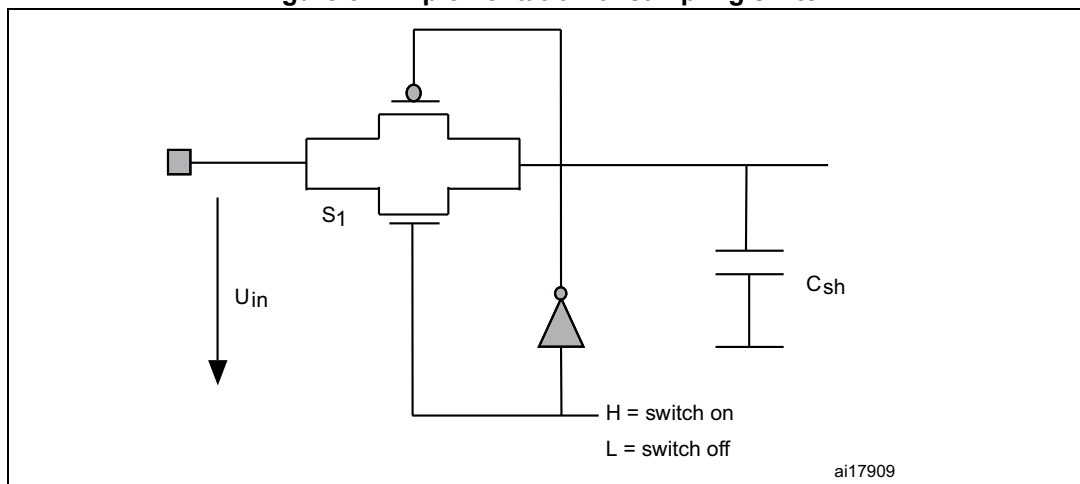 S1
Uin
Csh
H = switch on
L = switch off
ai17909